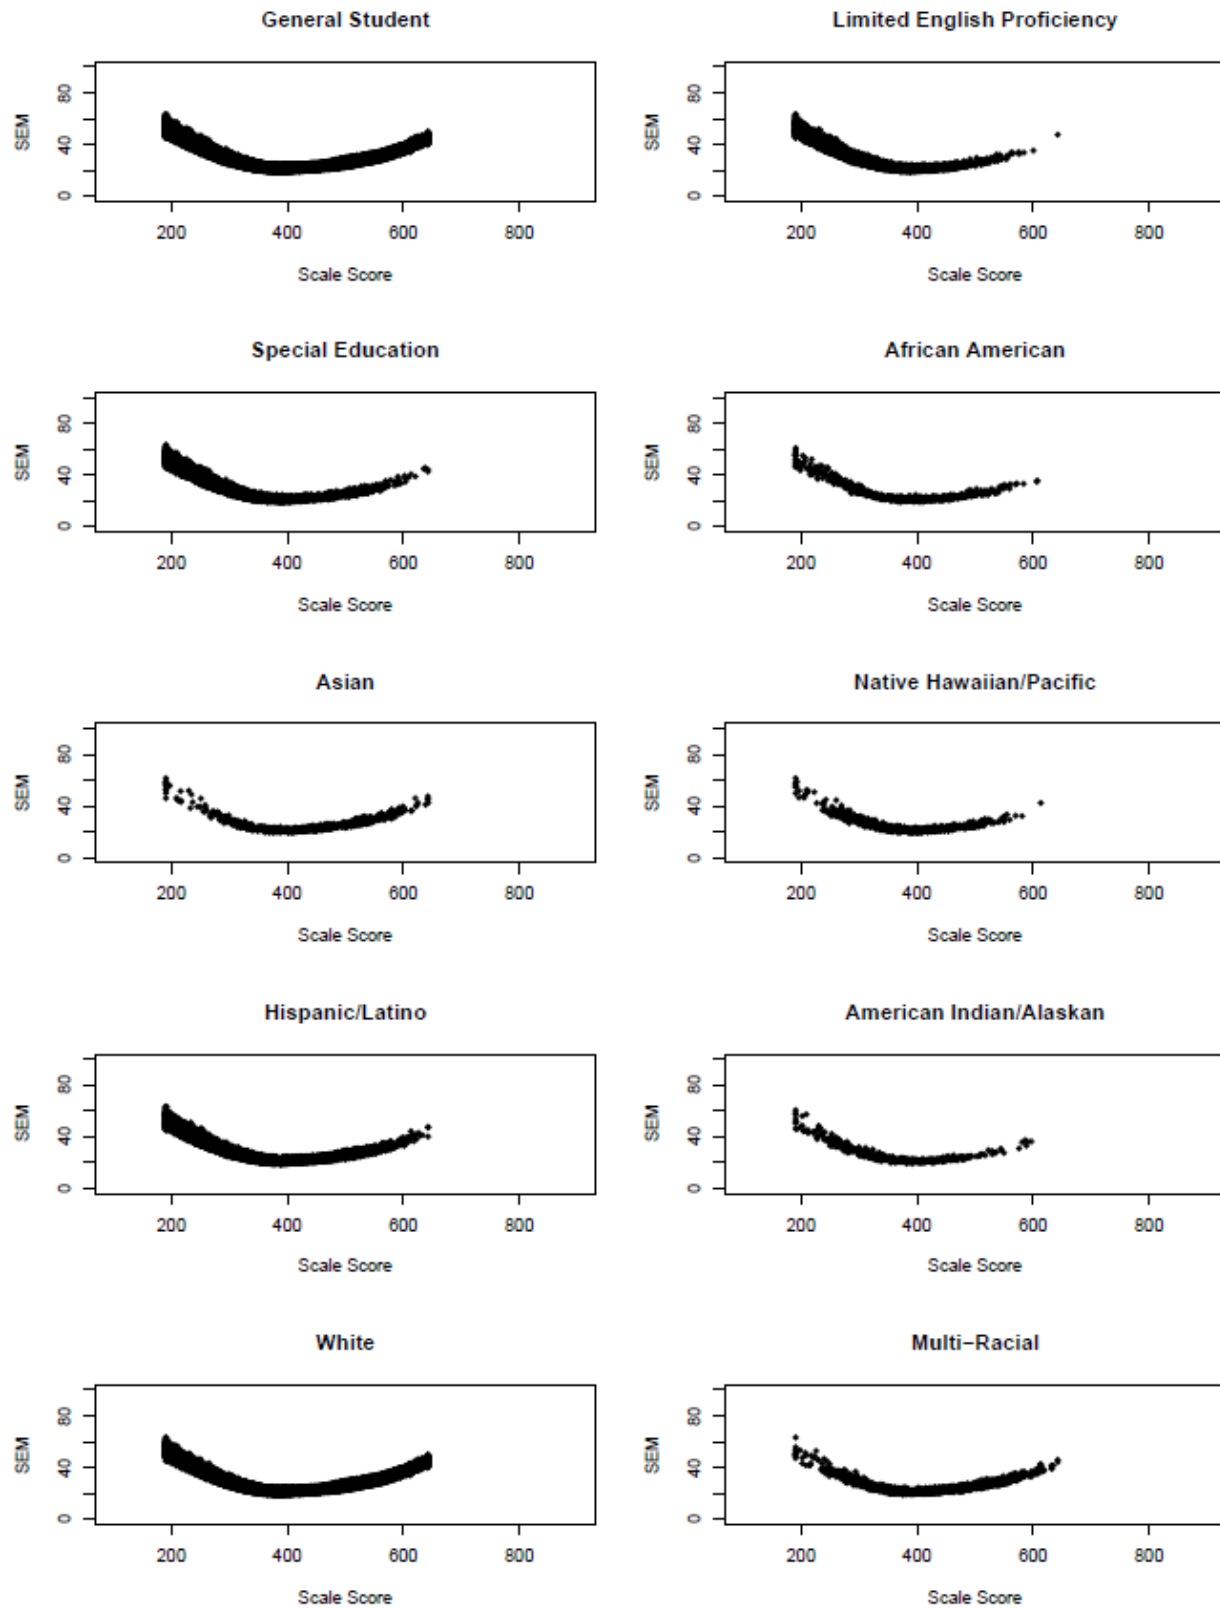 General Student
Limited English Proficiency
SEM
80
40
0
200 400 600 800
Scale Score
SEM
80
40
0
200 400 600 800
Scale Score
Special Education
African American
SEM
80
40
0
200 400 600 800
Scale Score
SEM
80
40
0
200 400 600 800
Scale Score
Asian
Native Hawaiian/Pacific
SEM
80
40
0
200 400 600 800
Scale Score
SEM
80
40
0
200 400 600 800
Scale Score
Hispanic/Latino
American Indian/Alaskan
SEM
80
40
0
200 400 600 800
Scale Score
SEM
80
40
0
200 400 600 800
Scale Score
White
Multi−Racial
SEM
80
40
0
200 400 600 800
Scale Score
SEM
80
40
0
200 400 600 800
Scale Score